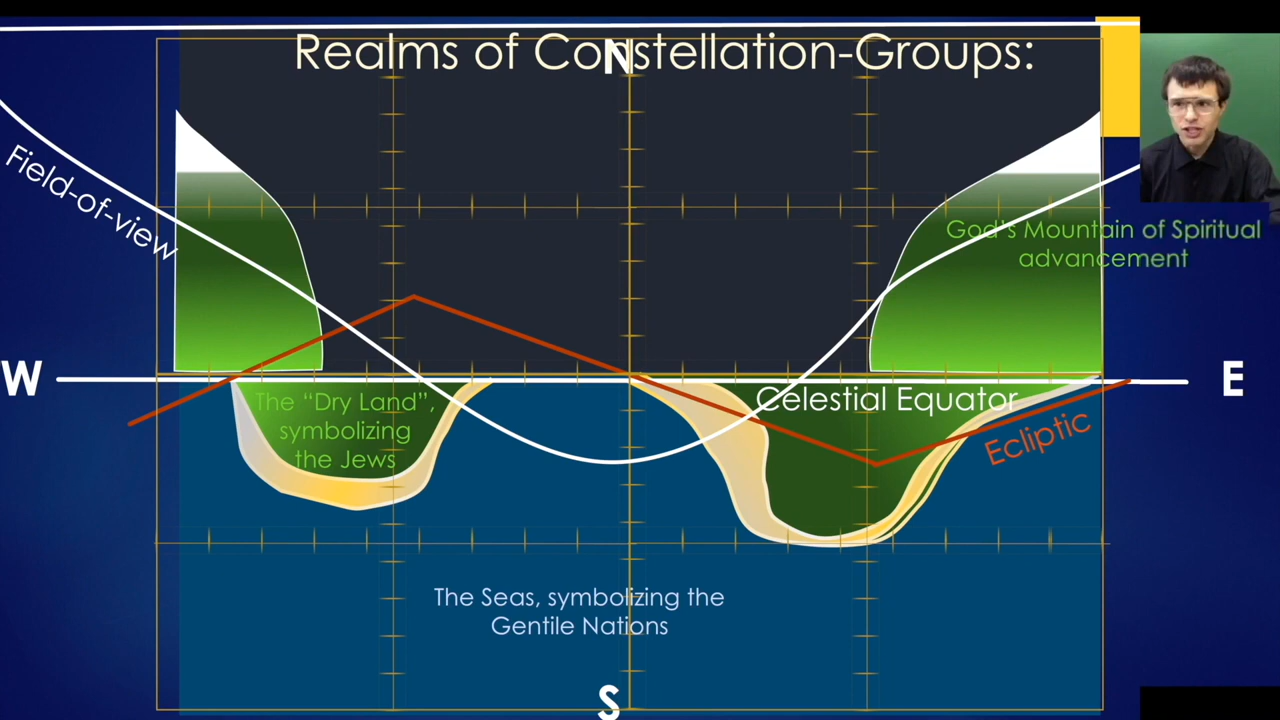 Realms of Constellation-Groups:
N
Field-of-view
God's Mountain of Spiritual
advancement
W
E
The “Dry Land”,
symbolizing
the Jews
Celestial Equator
Ecliptic
The Seas, symbolizing the
Gentile Nations
S